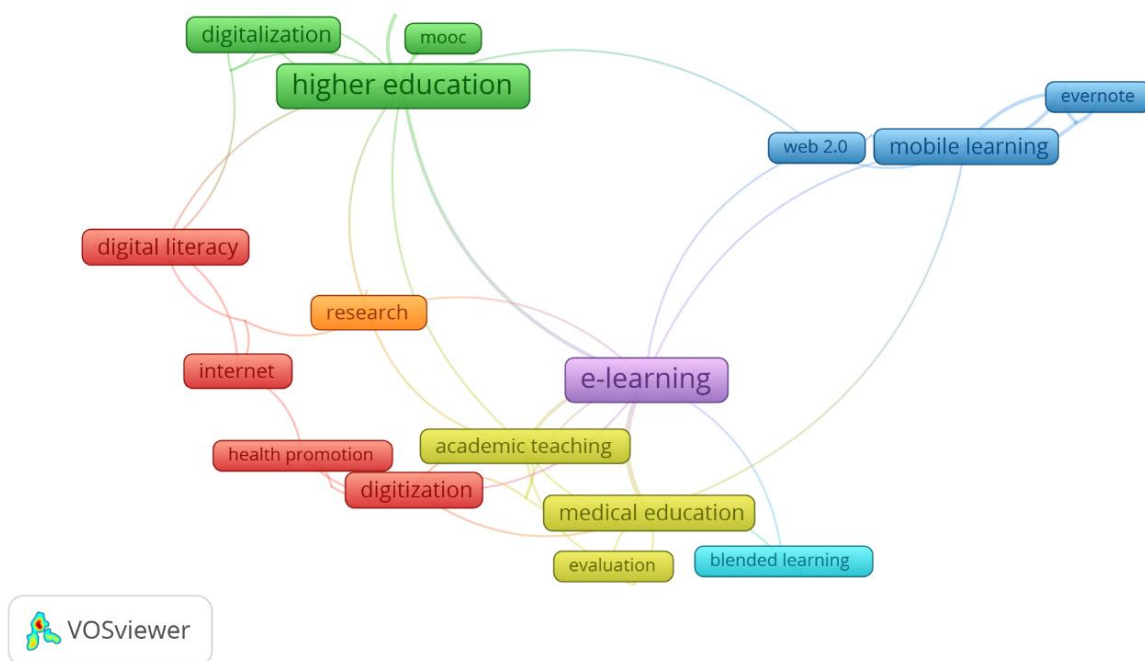 digitalization
mooc
higher education
evernote
web 2.0
mobile learning
digital literacy
research
internet
e-learning
academic teaching
health promotion
digitization
medical education
evaluation
blended learning
VOSviewer